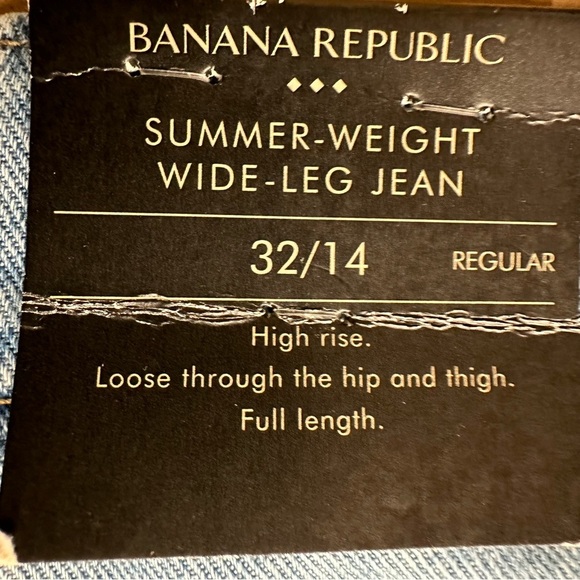 BANANA REPUBLIC
SUMMER-WEIGHT
WIDE-LEG JEAN
32/14 REGULAR
High rise.
Loose through the hip and thigh.
Full length.